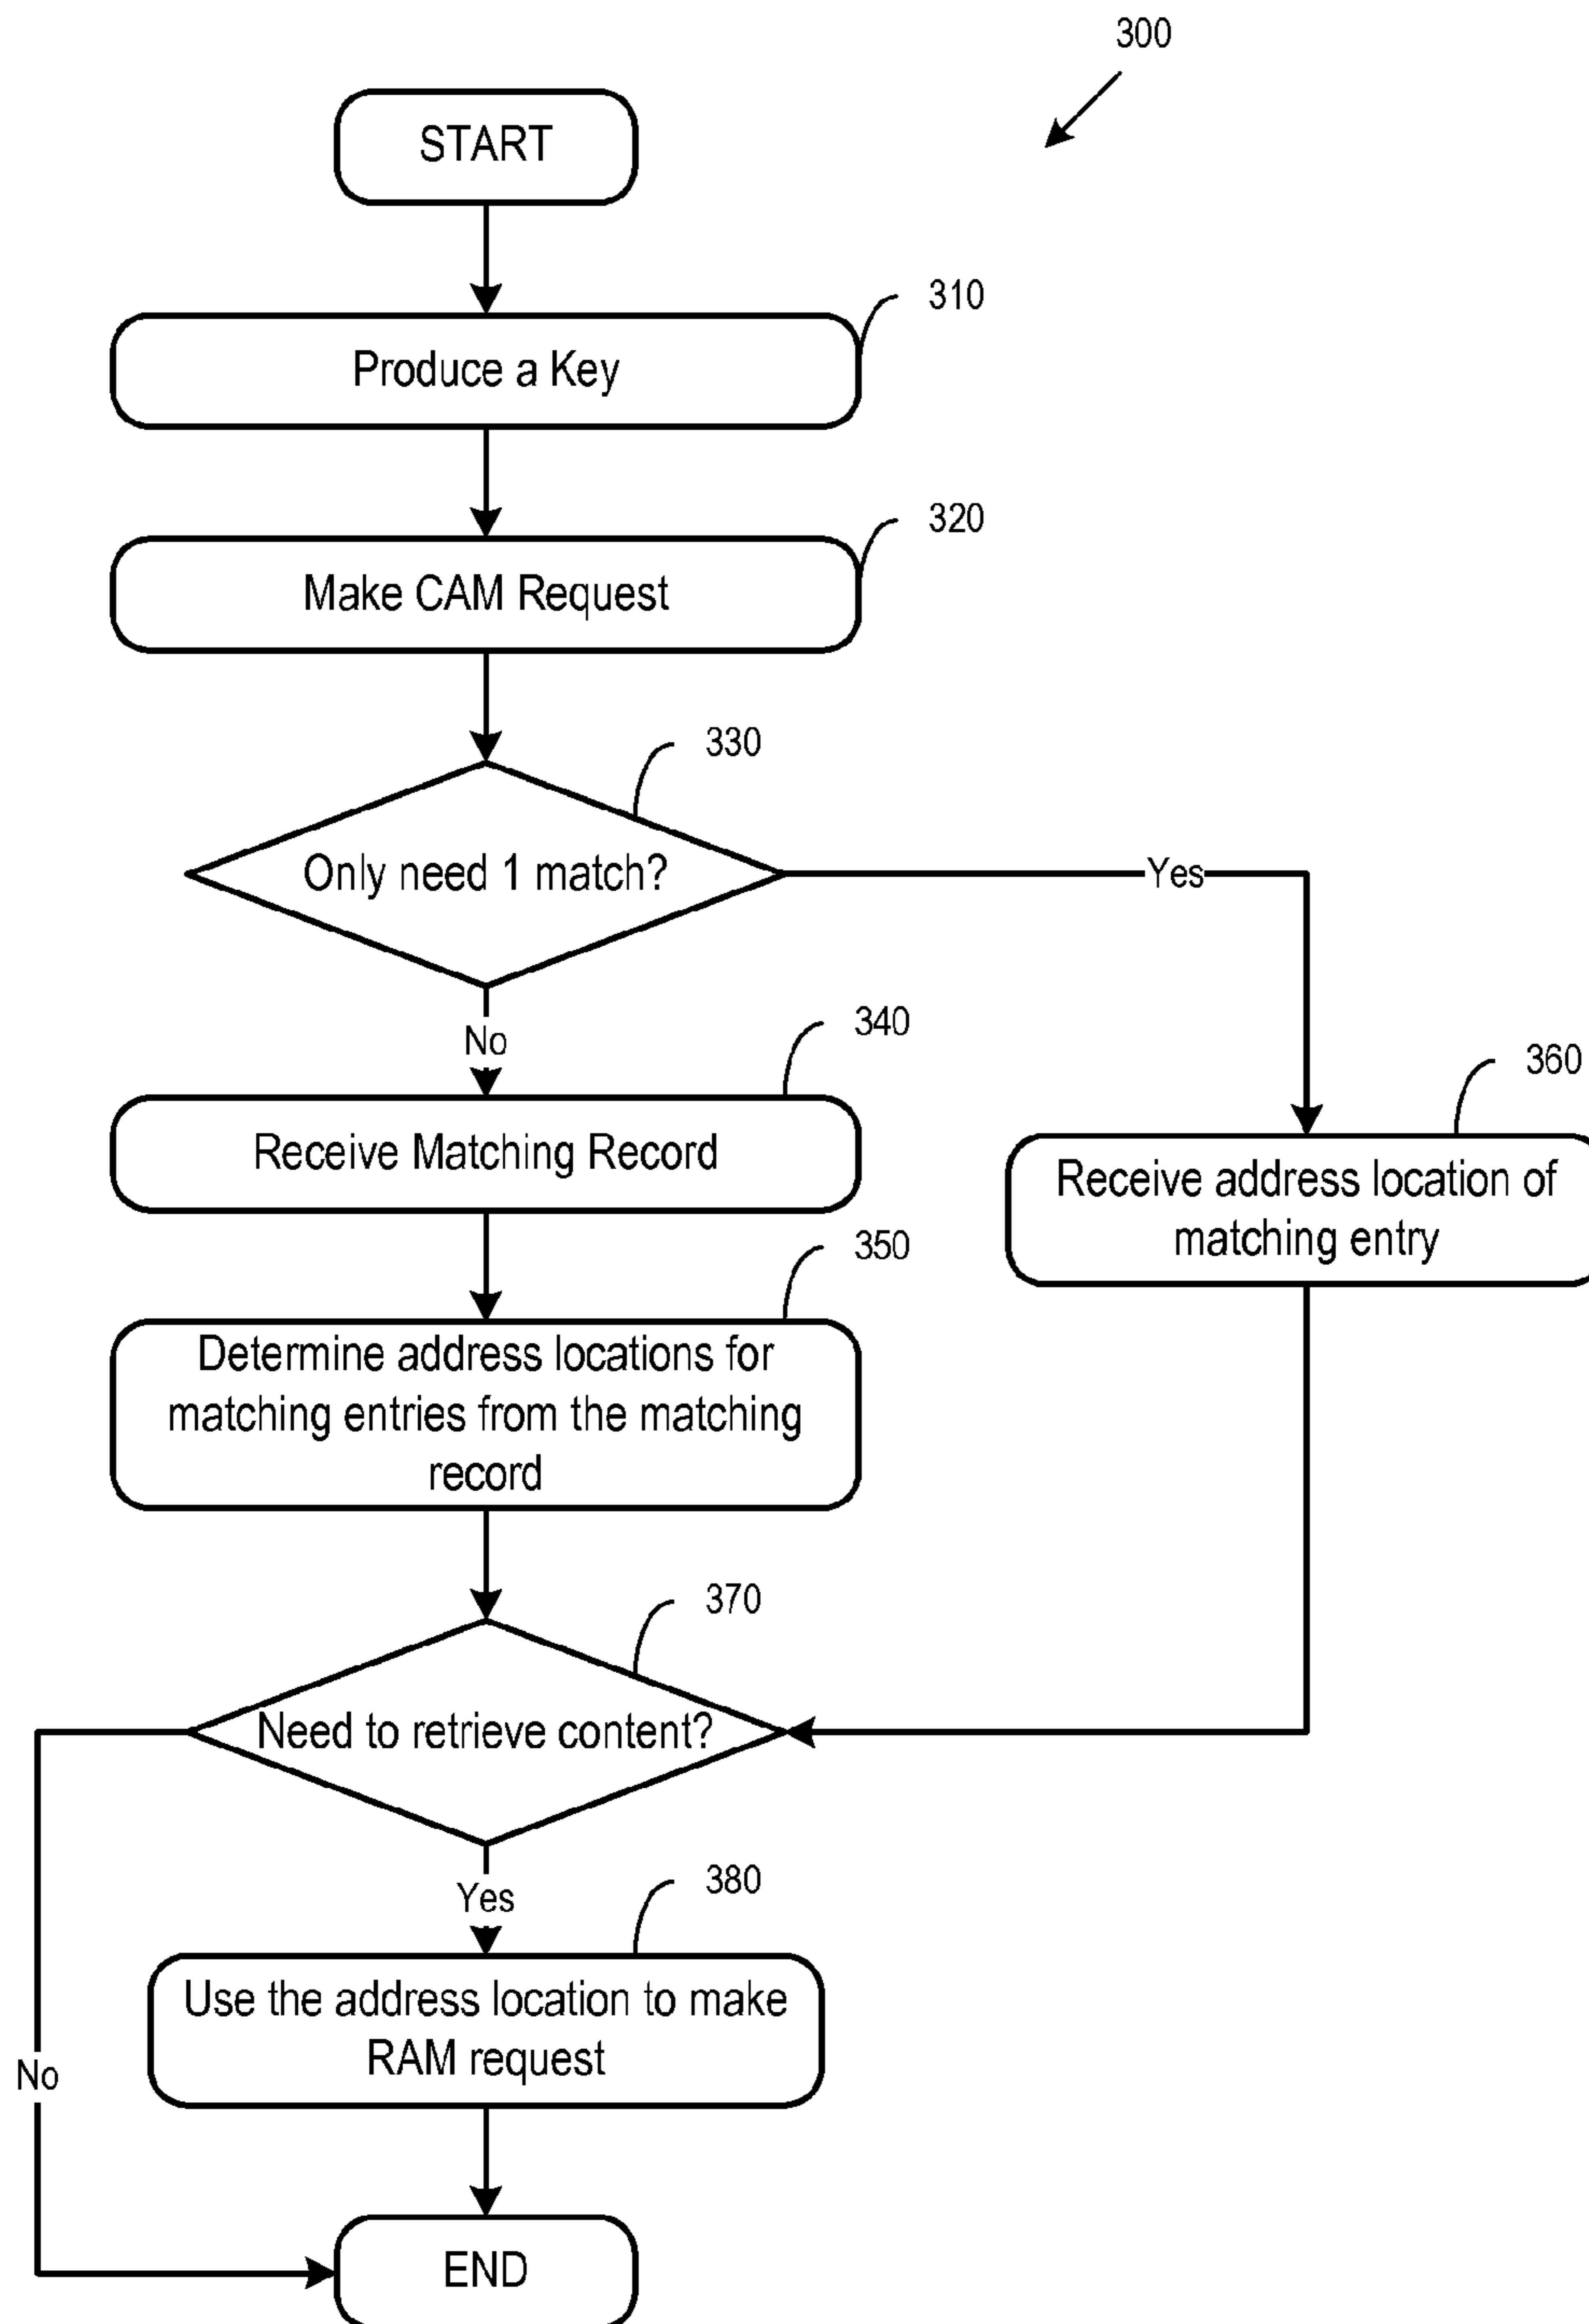 300
START
310
Produce a Key
320
Make CAM Request
330
Only need 1 match?
Yes
No
340
Receive Matching Record
360
Receive address location of
matching entry
350
Determine address locations for
matching entries from the matching
record
370
Need to retrieve content?
Yes
380
Use the address location to make
RAM request
No
END